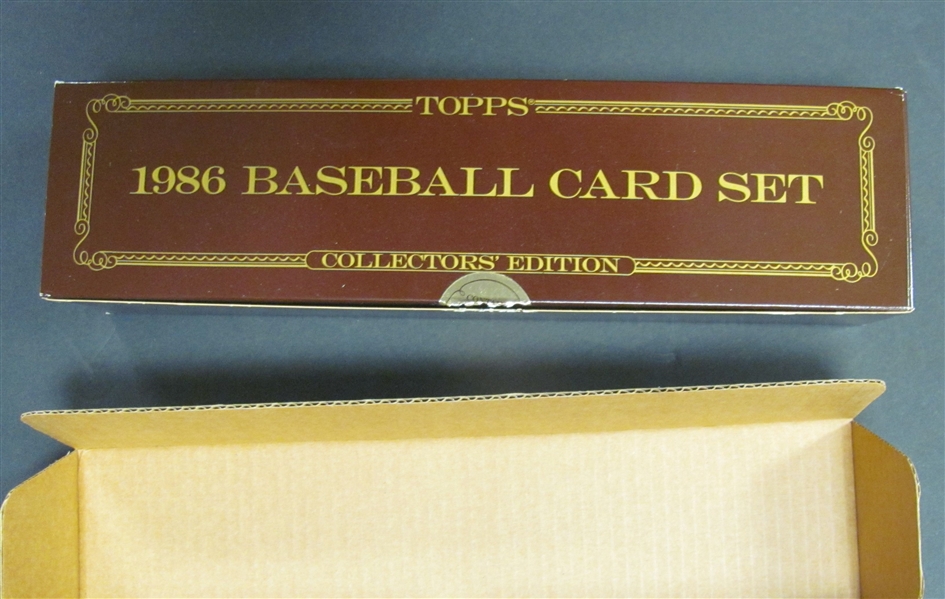 TOPPS®
1986 BASEBALL CARD SET
COLLECTORS' EDITION